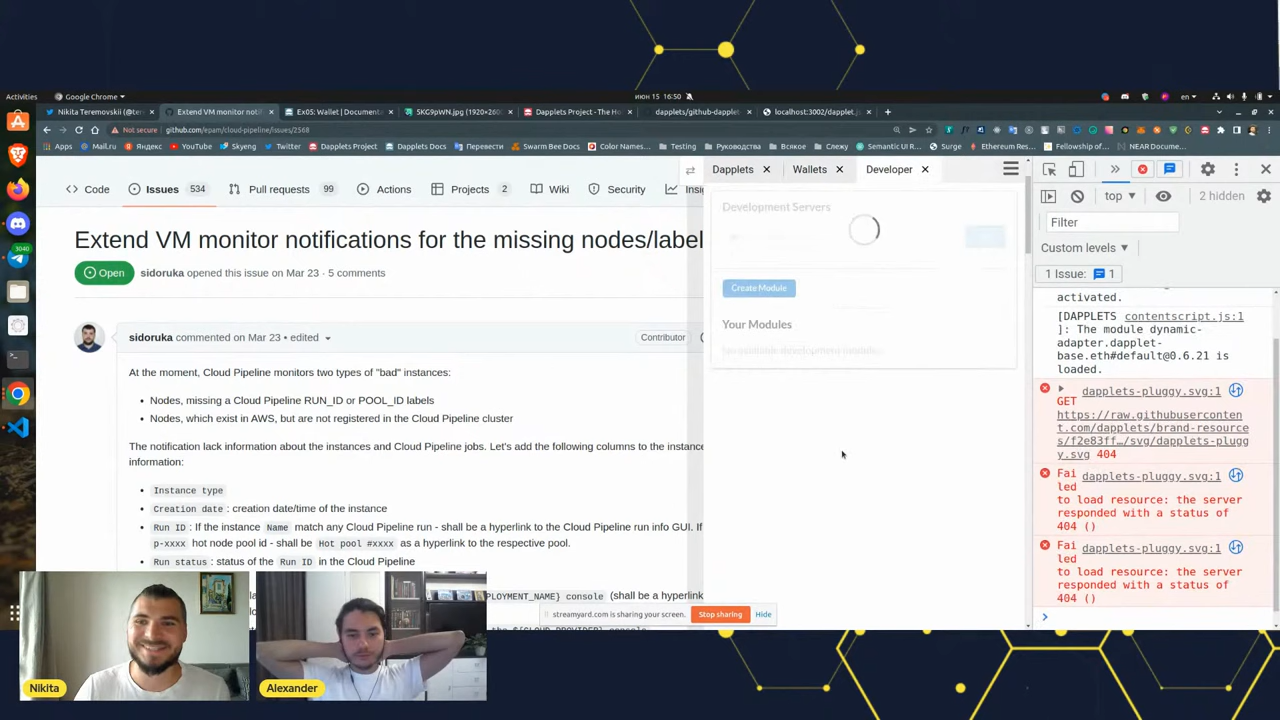 Activities
Google Chrome
июн 15 16:50
en
Nikita Teremovskii (@ter
Extend VM monitor notific
Ex05: Wallet | Document
SKG9pWN.jpg (1920×260
Dapplets Project - The H
dapplets/github-dapplet
localhost:3002/dapplet.j
Not secure
github.com/epam/cloud-pipeline/issues/2568
Apps
Mail.ru
Яндекс
YouTube
Skyeng
Twitter
Dapplets Project
Dapplets Docs
Перевести
Swarm Bee Docs
Color Names...
Руководства
Всячен
Слежу
Semantic UI R...
Surge
Ethereum Res...
Fellowship of...
NEAR Docume...
Code
Issues 534
Pull requests 99
Actions
Projects 2
Wiki
Security
Insi
Extend VM monitor notifications for the missing nodes/label
Open
sidoruka opened this issue on Mar 23 · 5 comments
sidoruka commented on Mar 23 • edited
Contributor
At the moment, Cloud Pipeline monitors two types of "bad" instances:
• Nodes, missing a Cloud Pipeline RUN_ID or POOL_ID labels
• Nodes, which exist in AWS, but are not registered in the Cloud Pipeline cluster
The notification lack information about the instances and Cloud Pipeline jobs. Let's add the following columns to the instanc
information:
• Instance type
• Creation date : creation date/time of the instance
• Run ID : If the instance Name match any Cloud Pipeline run - shall be a hyperlink to the Cloud Pipeline run info GUI. If
p-xxxx hot node pool id - shall be Hot pool #xxxx as a hyperlink to the respective pool.
• Run status : status of the Run ID in the Cloud Pipeline
PLOYMENT_NAME} console (shall be a hyperlink
the ${CLOUD_PROVIDER} console
Dapplets
Wallets
Developer
Development Servers
Create Module
Your Modules
streamyard.com is sharing your screen.
Stop sharing
Hide
top
2 hidden
Filter
Custom levels
1 Issue: 1
activated.
[DAPPLETS contentscript.js:1
]: The module dynamic-
adapter.dapplet-
base.eth#default@0.6.21 is
loaded.
dapplets-pluggy.svg:1
GET
https://raw.githubuserconten
t.com/dapplets/brand-resource
s/f2e83ff…/svg/dapplets-plugg
y.svg 404
Fai dapplets-pluggy.svg:1
led
to load resource: the server
responded with a status of
404 ()
Fai dapplets-pluggy.svg:1
led
to load resource: the server
responded with a status of
404 ()
3040
Nikita
Alexander